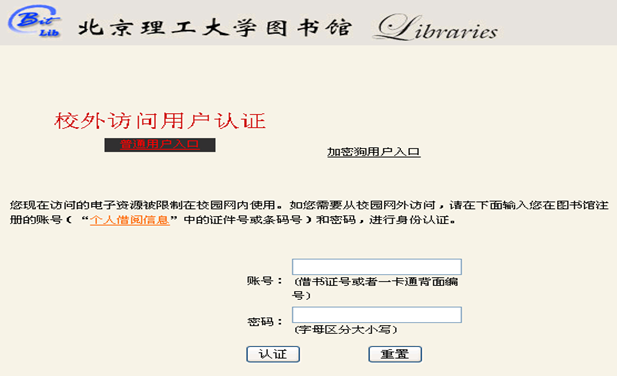 Bit
Lib
北京理工大学图书馆 Libraries
校外访问用户认证
普通用户入口
加密狗用户入口
您现在访问的电子资源被限制在校园网内使用。如您需要从校园网外访问，请在下面输入您在图书馆注
册的账号（“个人借阅信息”中的证件号或条码号）和密码，进行身份认证。
账号：
(借书证号或者一卡通背面编
号)
密码：
(字母区分大小写)
认证
重置